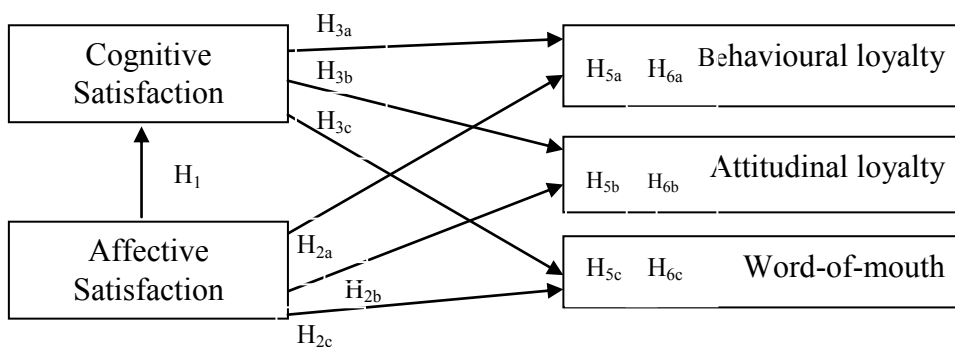 H3a
Cognitive
Satisfaction
H3b
H3c
Behavioural loyalty
H5a H6a
H1
Attitudinal loyalty
H5b H6b
Affective
Satisfaction
H2a
H2b
H2c
Word-of-mouth
H5c H6c